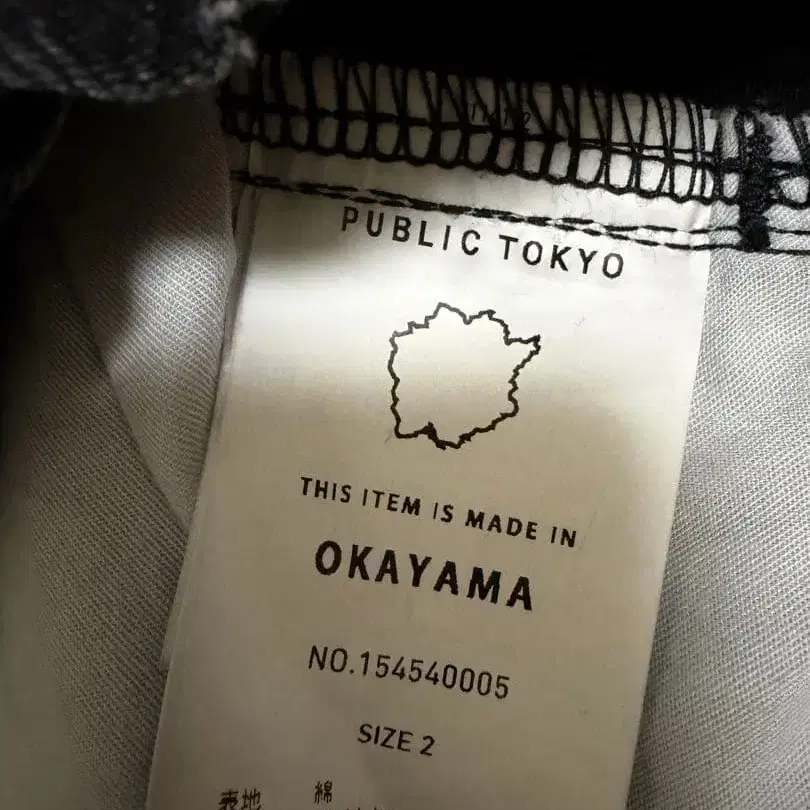 PUBLIC TOKYO
THIS ITEM IS MADE IN
OKAYAMA
NO.154540005
SIZE 2
表地 綿